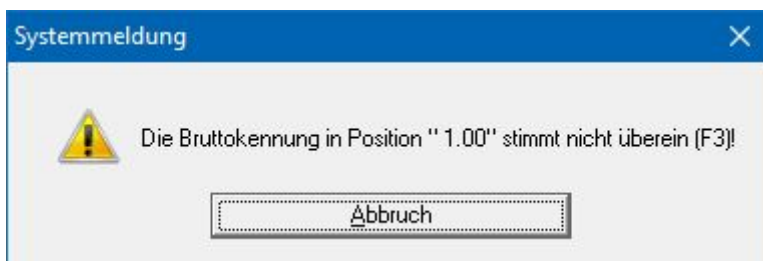 Systemmeldung
Die Bruttokennung in Position " 1.00" stimmt nicht überein (F3)!
Abbruch